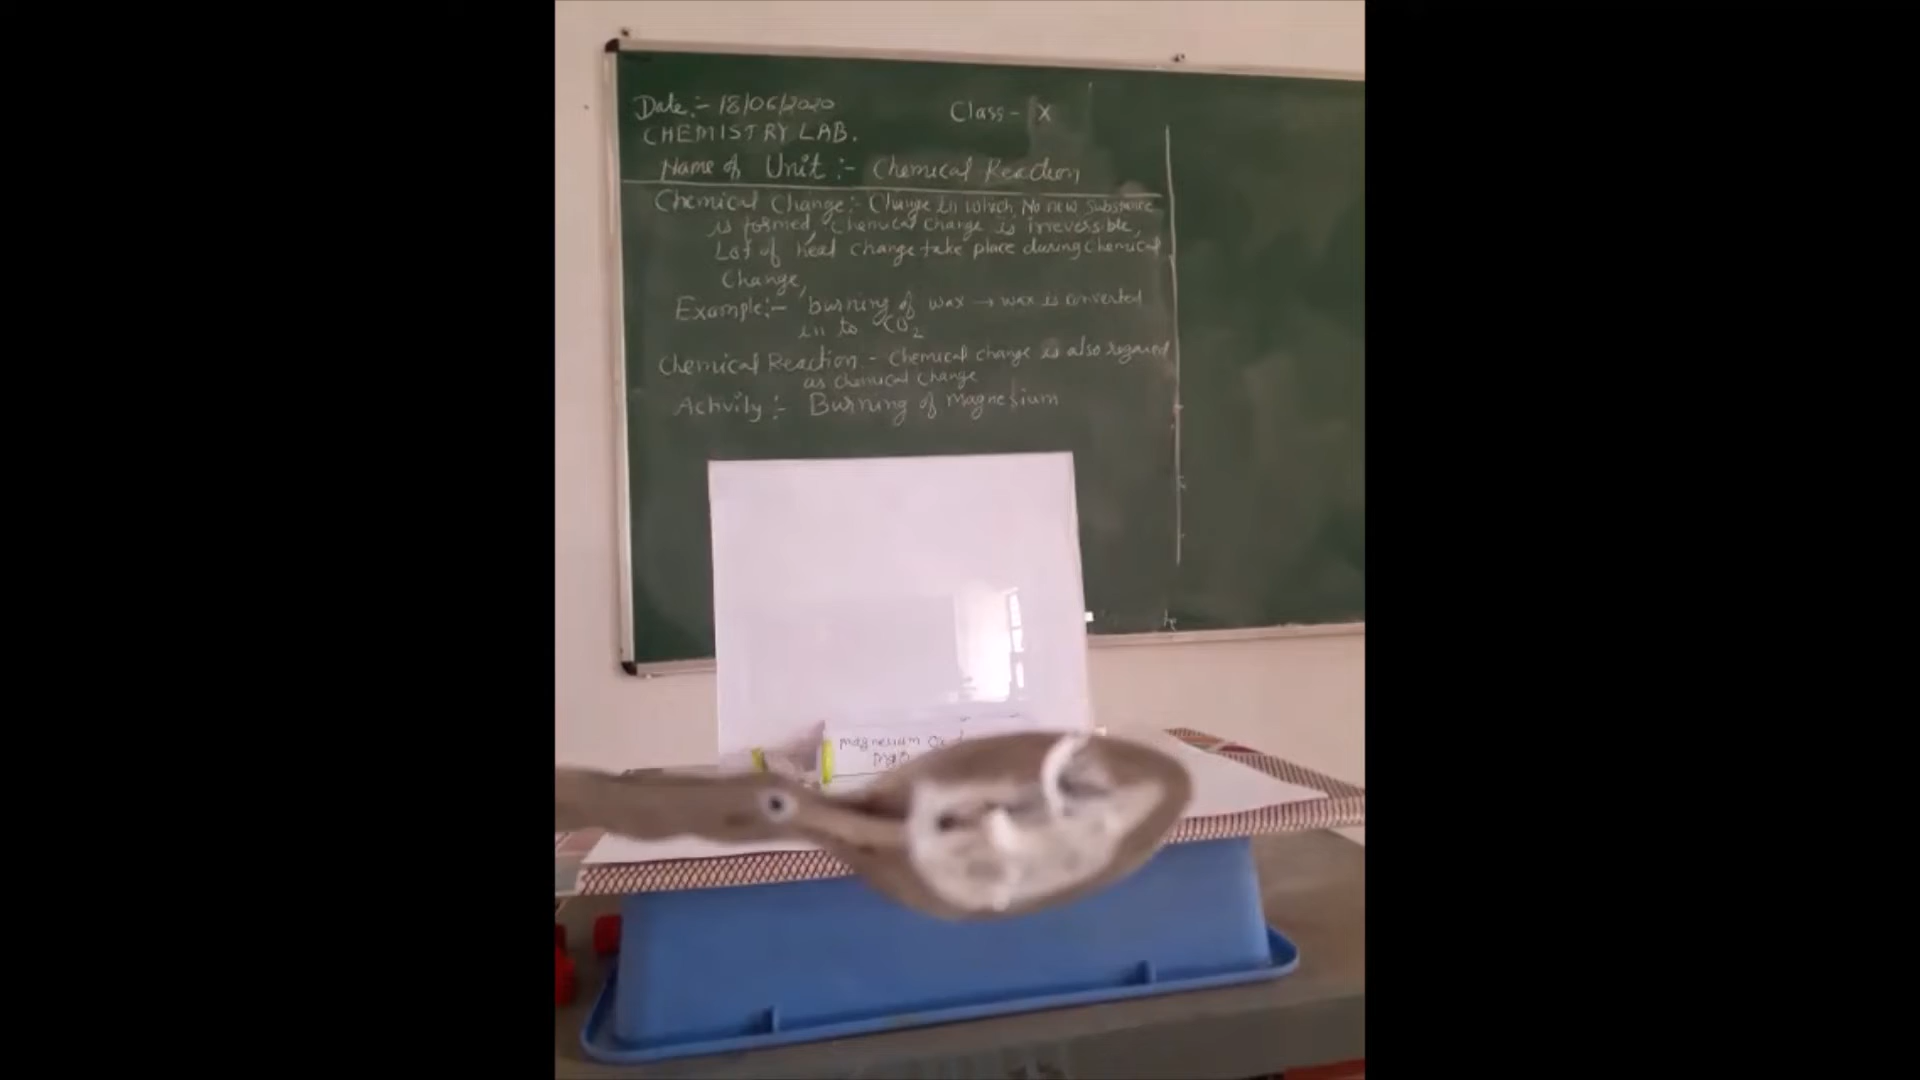 Date:- 18/06/2020
Class- X
CHEMISTRY LAB.
Name of Unit:- Chemical Reaction
Chemical Change:- Change in which No new substance
is formed, Chemical Change is irreversible,
Lot of heat change take place during Chemical
Change,
Example:- burning of wax → wax is converted
in to CO2
Chemical Reaction - Chemical change is also regared
as chemical change
Activity:- Burning of Magnesium
Magnesium
MgO